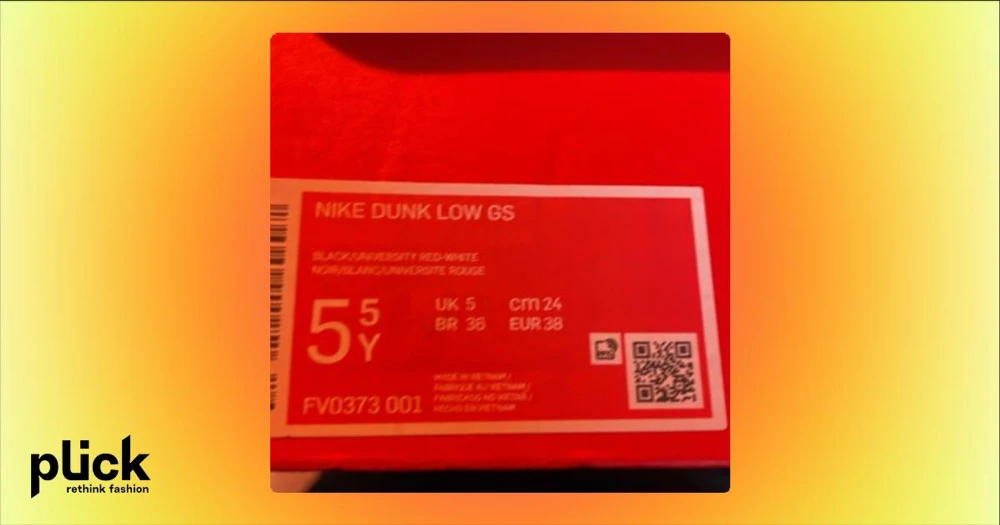 NIKE DUNK LOW GS
BLACK/UNIVERSITY RED-WHITE
NOIR/BLANC/UNIVERSITE ROUGE
5 5 Y
UK 5 cm 24
BR 36 EUR 38
MADE IN VIETNAM /
FABRIQUE AU VIETNAM /
FABRICADO NO VIETNÃ /
HECHO EN VIETNAM
FV0373 001
plick
rethink fashion